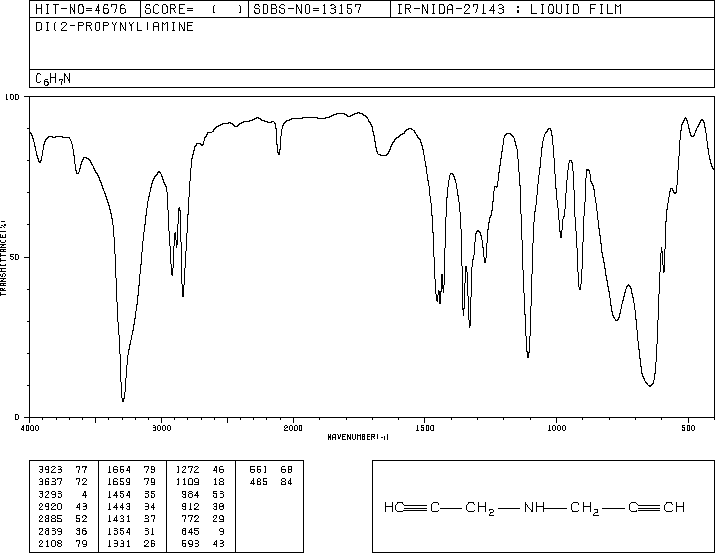 HIT-NO=4676 SCORE= ( ) SDBS-NO=13157 IR-NIDA-27143 : LIQUID FILM
DI(2-PROPYNYL)AMINE
C6H7N
100
50
0
TRANSMITTANCE(%)
4000 3000 2000 1500 1000 500
WAVENUMBER(-1)
3923 77 1664 79 1272 46 661 68
3637 72 1659 79 1109 18 485 84
3293 4 1454 35 984 53
2920 43 1443 34 912 38
2885 52 1431 37 772 29
2839 36 1354 31 645 9
2108 79 1331 26 593 43
HC≡C—CH2—NH—CH2—C≡CH